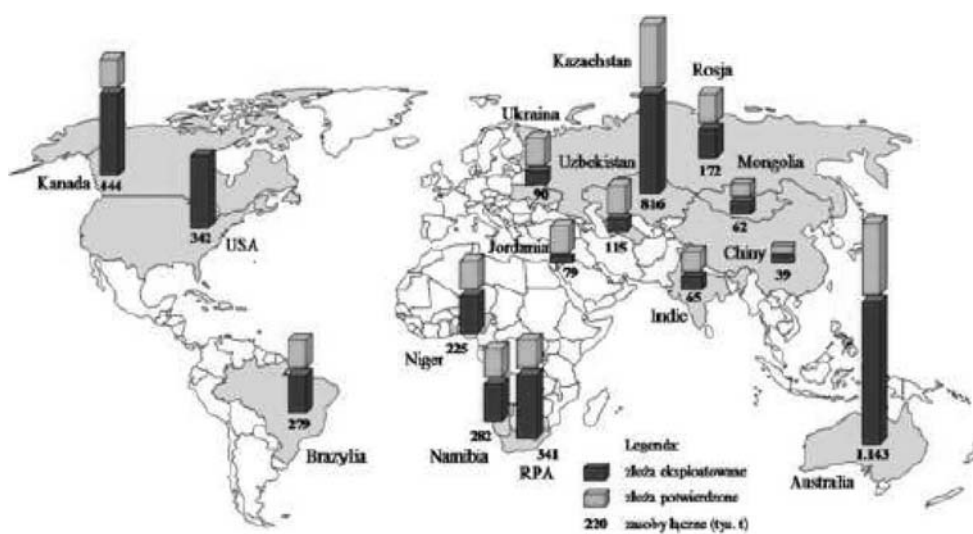 Kazachstan
Rosja
Ukraina
Uzbekistan
Mongolia
Kanada
444
342
USA
90
816
172
62
Jordania
79
115
Chiny
39
65
Indie
Niger
225
279
Brazylia
282
Namibia
341
RPA
1.143
Australia
Legenda:
złoża eksploatowane
złoża potwierdzone
220 zasoby łączne (tys. t)